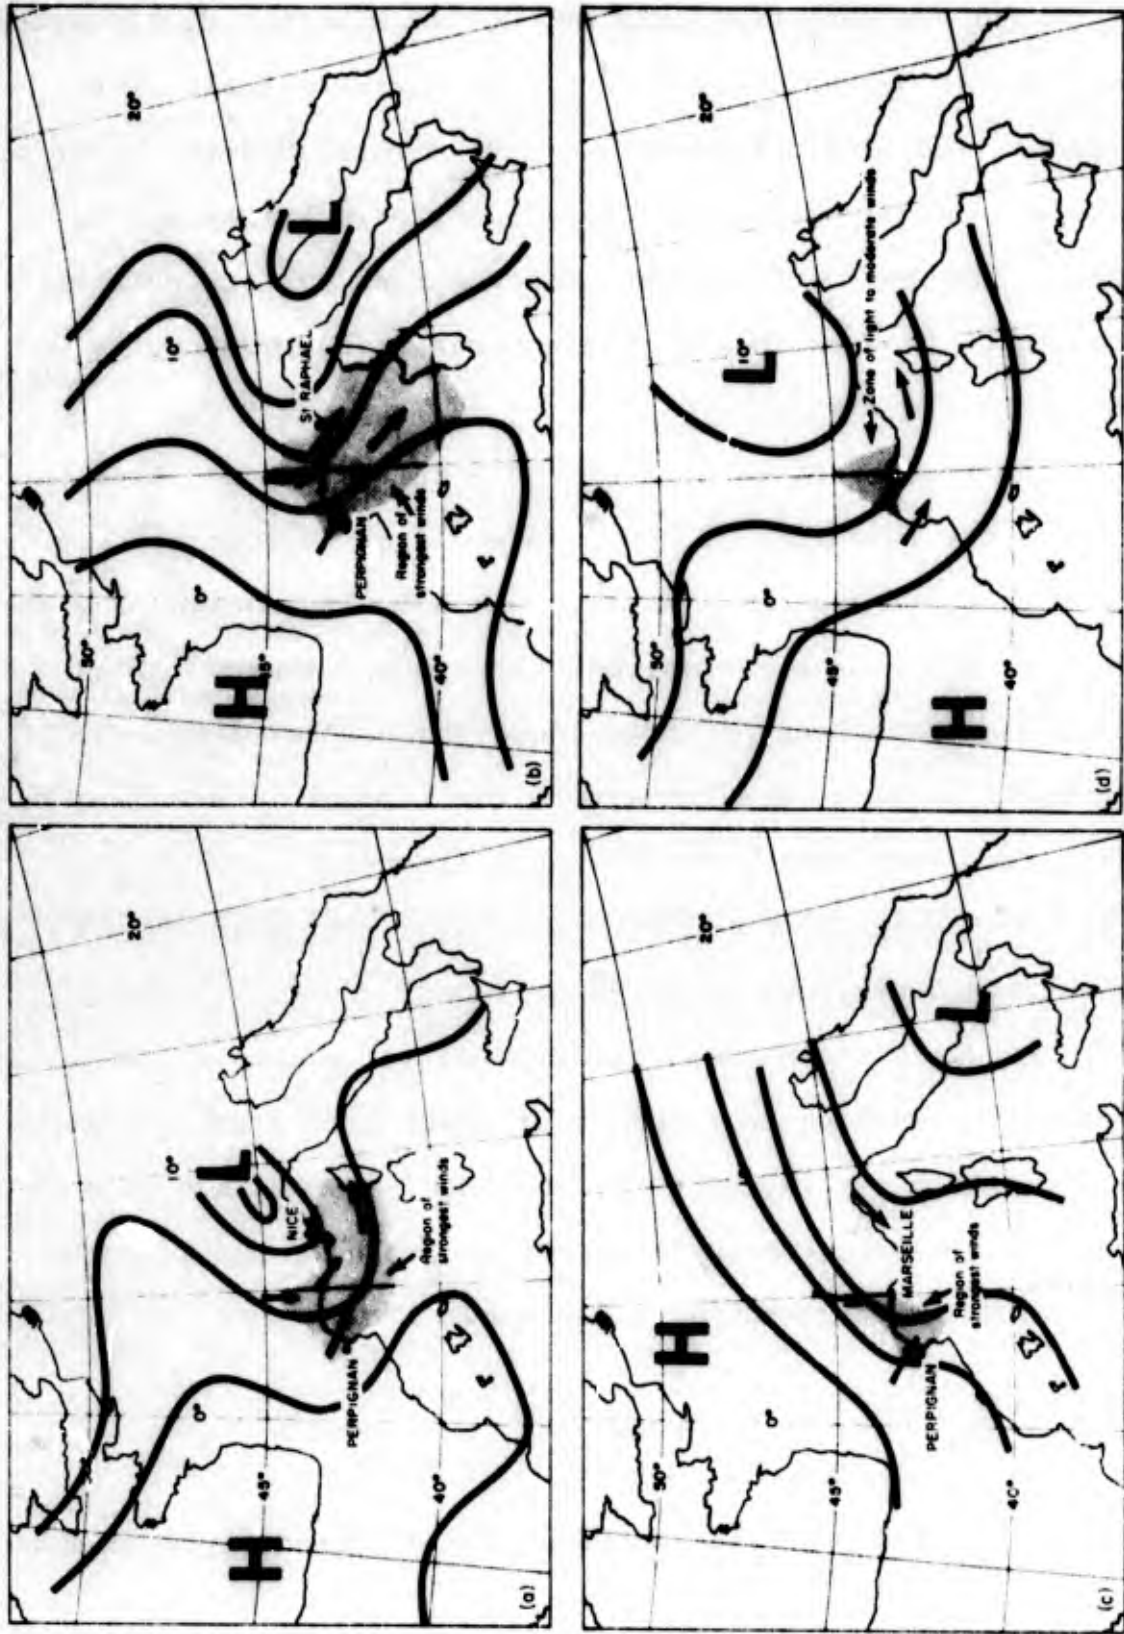 20°
10°
0°
L
H
45°
NICE
PERPIGNAN
Region of
strongest winds
40°
(a)
50°
20°
10°
0°
H
45°
ST RAPHAEL
L
PERPIGNAN
Region of
strongest winds
40°
(b)
50°
H
20°
0°
45°
MARSEILLE
PERPIGNAN
Region of
L
strongest winds
40°
(c)
50°
20°
L
10°
0°
45°
Zone of light to moderate winds
H
40°
(d)